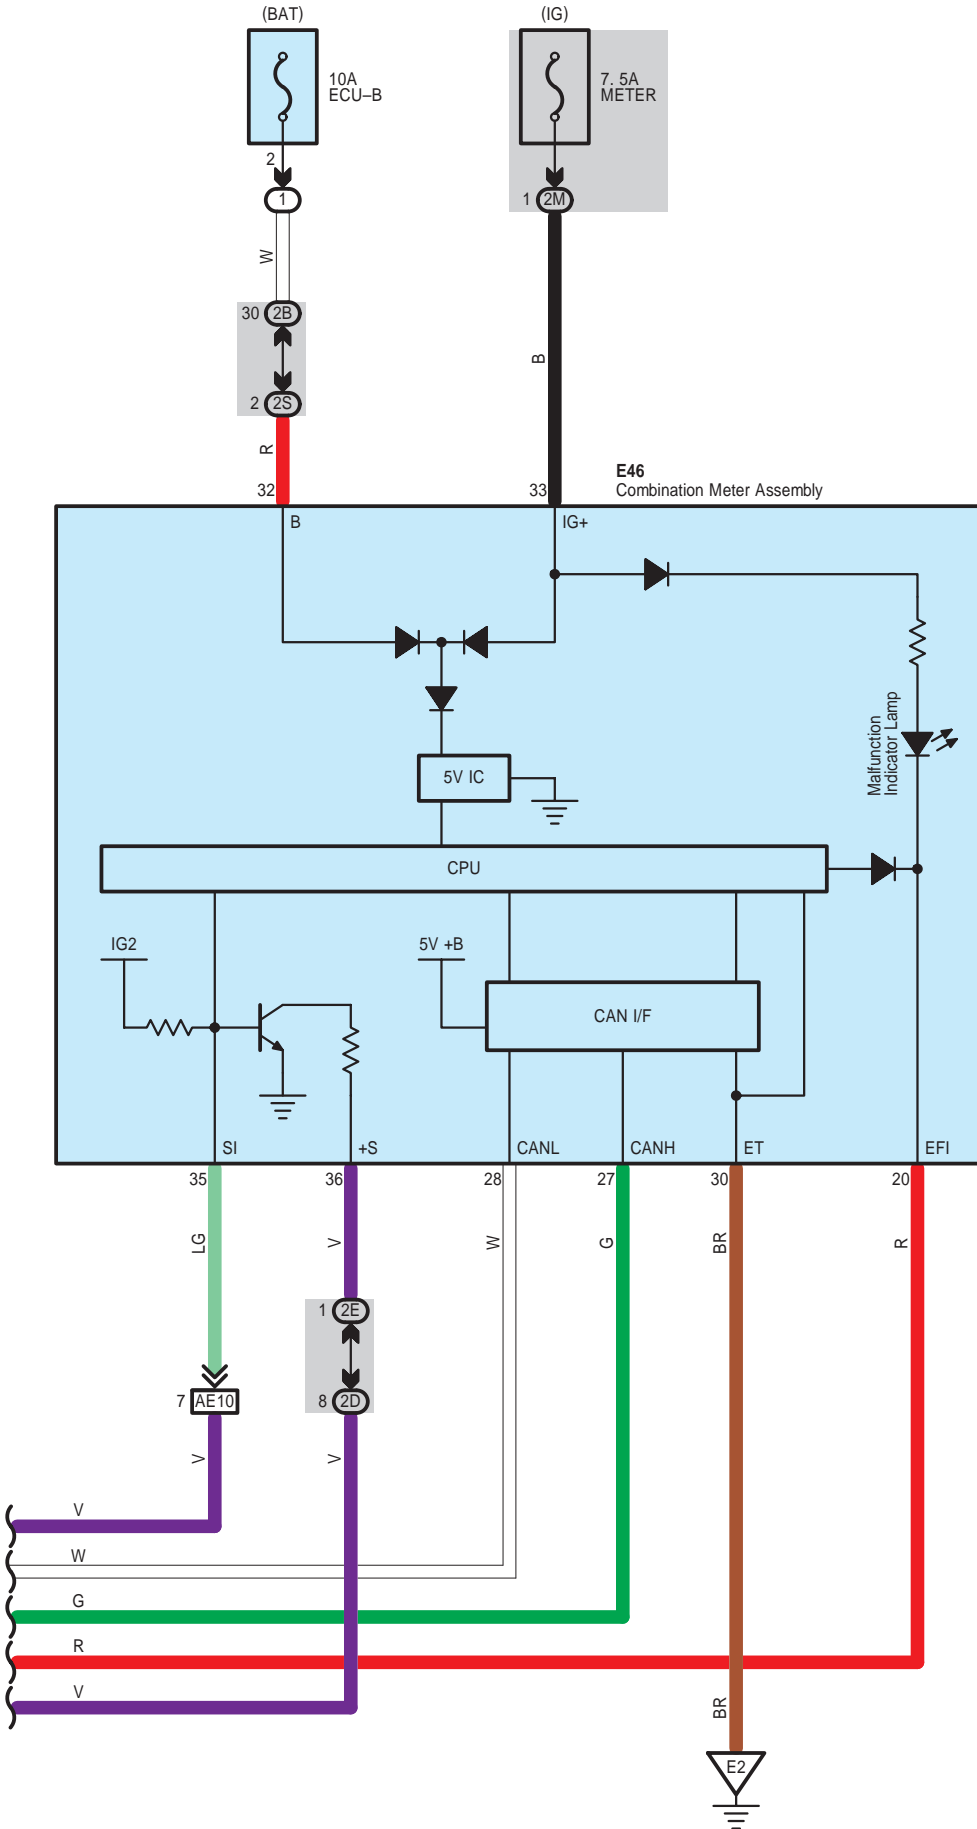 (BAT)
(IG)
10A
ECU–B
7. 5A
METER
2
1
1
2M
W
30
2B
B
2
2S
R
32
33
E46
Combination Meter Assembly
B
IG+
Malfunction
Indicator Lamp
5V IC
CPU
IG2
5V +B
CAN I/F
SI
+S
CANL
CANH
ET
EFI
35
36
28
27
30
20
LG
V
W
G
BR
R
1
2E
7
AE10
8
2D
V
V
V
W
G
R
V
BR
E2